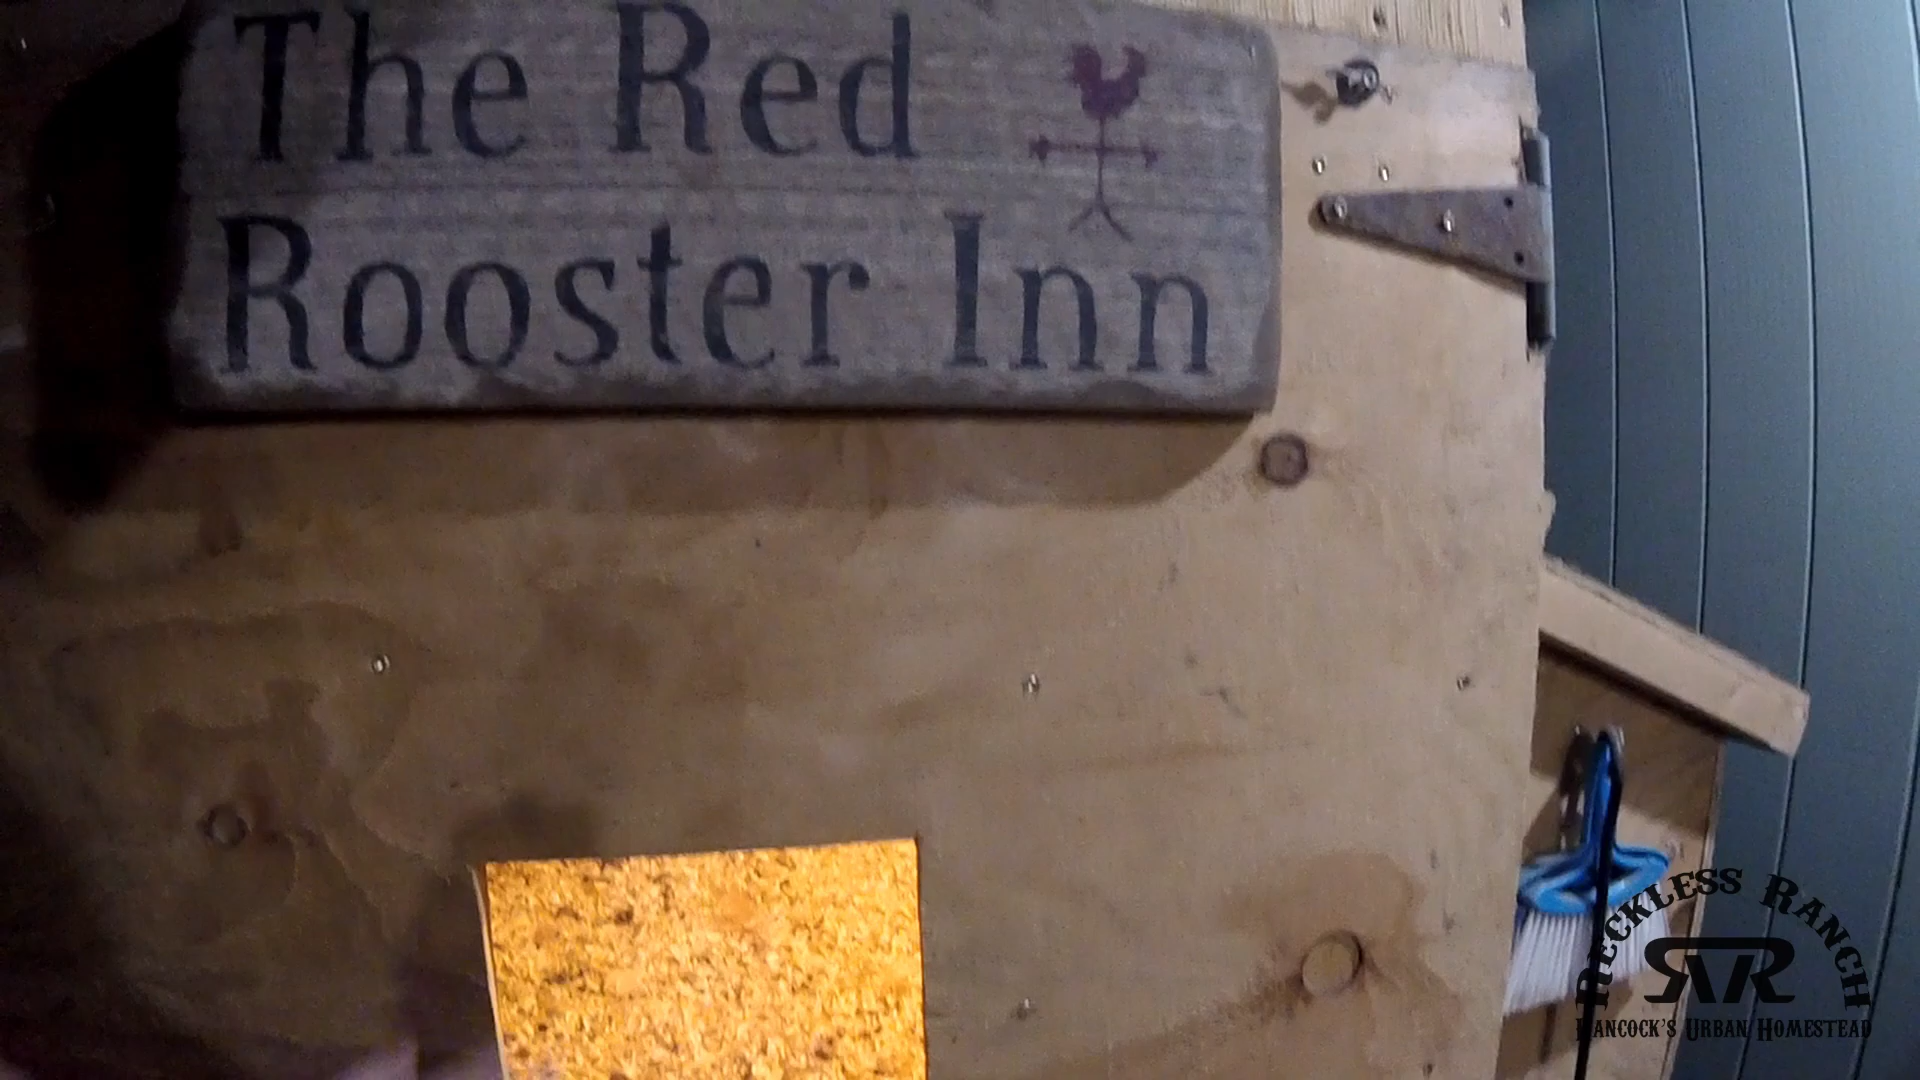 The Red
Rooster Inn
RECKLESS RANCH
RR
HANCOCK'S URBAN HOMESTEAD